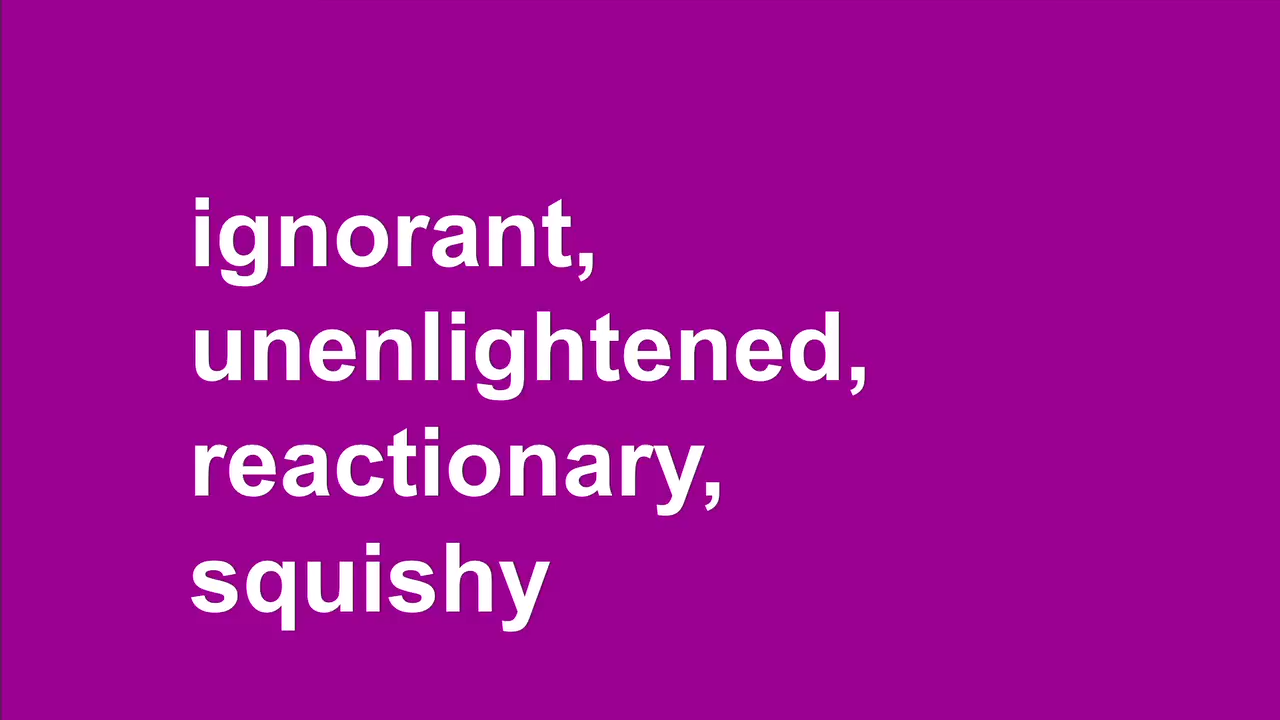 ignorant,
unenlightened,
reactionary,
squishy